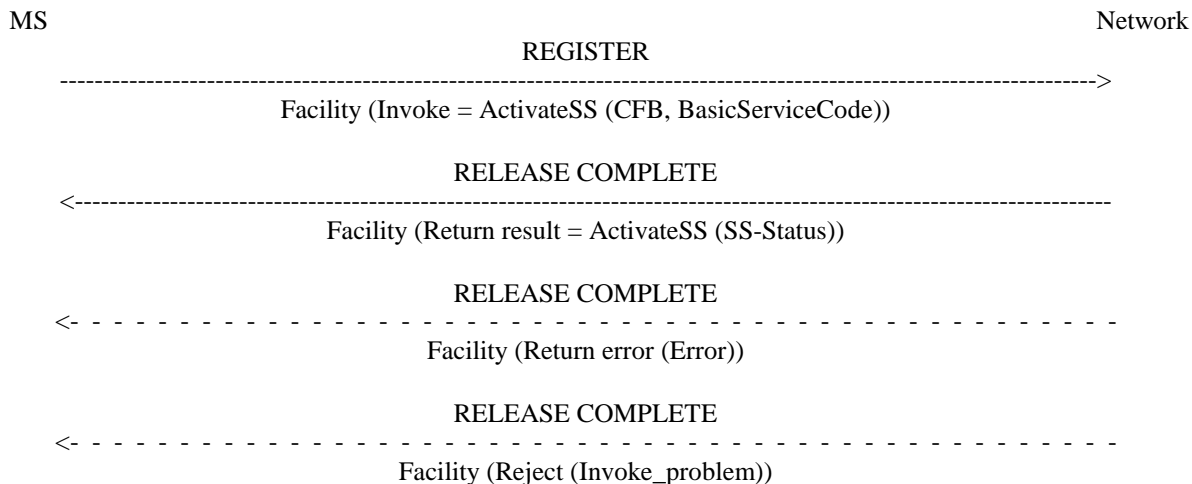 MS Network
REGISTER
Facility (Invoke = ActivateSS (CFB, BasicServiceCode))
RELEASE COMPLETE
Facility (Return result = ActivateSS (SS-Status))
RELEASE COMPLETE
Facility (Return error (Error))
RELEASE COMPLETE
Facility (Reject (Invoke_problem))